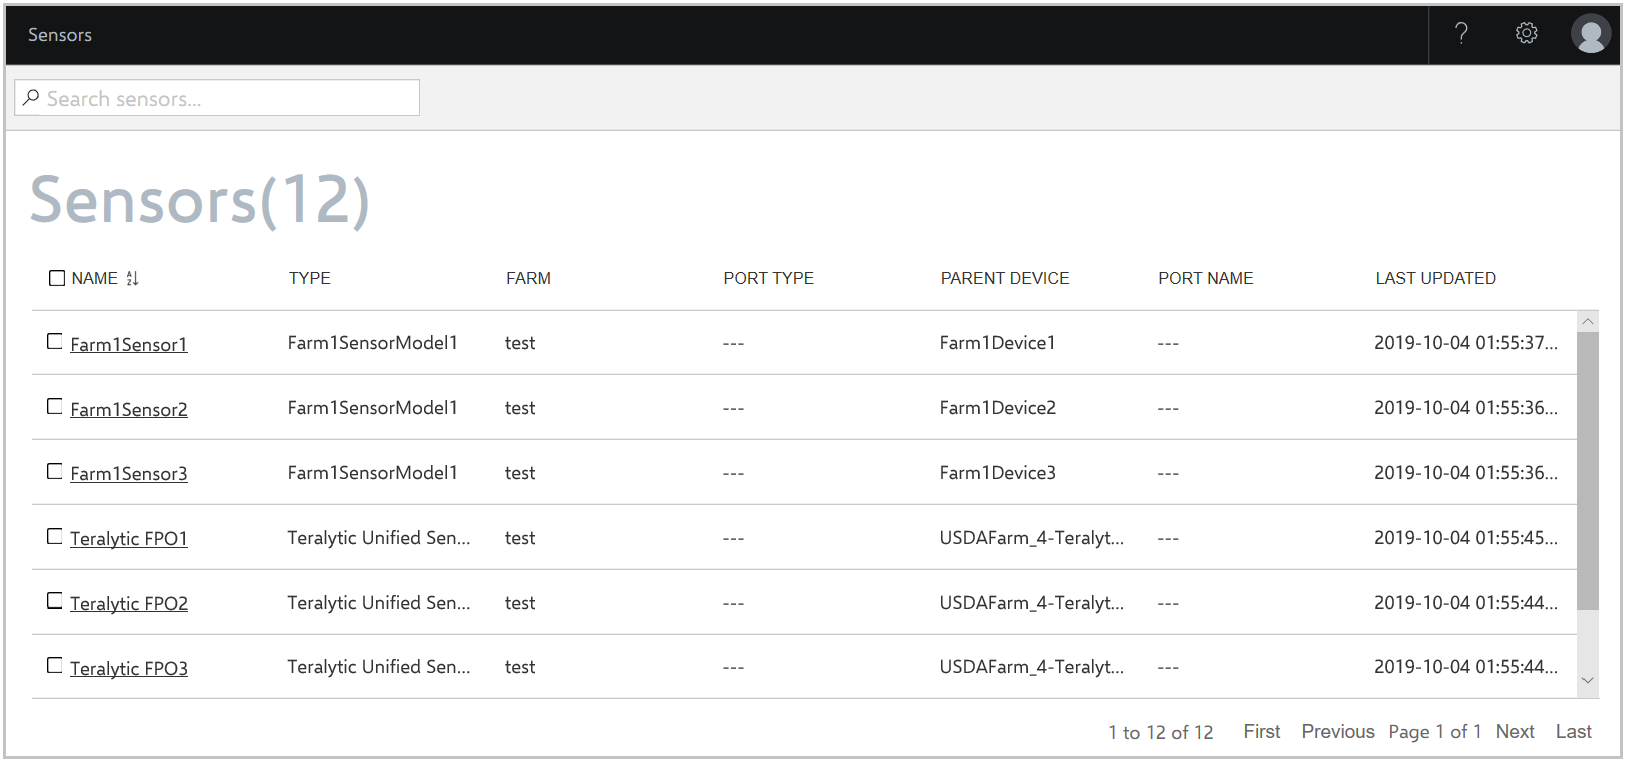 Sensors
?
Search sensors...
Sensors(12)
NAME TYPE FARM PORT TYPE PARENT DEVICE PORT NAME LAST UPDATED
Farm1Sensor1 Farm1SensorModel1 test --- Farm1Device1 --- 2019-10-04 01:55:37...
Farm1Sensor2 Farm1SensorModel1 test --- Farm1Device2 --- 2019-10-04 01:55:36...
Farm1Sensor3 Farm1SensorModel1 test --- Farm1Device3 --- 2019-10-04 01:55:36...
Teralytic FPO1 Teralytic Unified Sen... test --- USDAFarm_4-Teralyt... --- 2019-10-04 01:55:45...
Teralytic FPO2 Teralytic Unified Sen... test --- USDAFarm_4-Teralyt... --- 2019-10-04 01:55:44...
Teralytic FPO3 Teralytic Unified Sen... test --- USDAFarm_4-Teralyt... --- 2019-10-04 01:55:44...
1 to 12 of 12 First Previous Page 1 of 1 Next Last